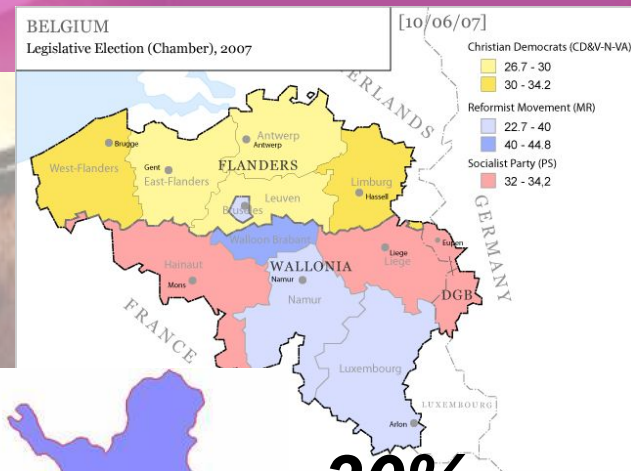 BELGIUM
Legislative Election (Chamber), 2007
[10/06/07]
Christian Democrats (CD&V-N-VA)
26.7 - 30
30 - 34.2
Reformist Movement (MR)
22.7 - 40
40 - 44.8
Socialist Party (PS)
32 - 34,2
Brugge
West-Flanders
Gent
East-Flanders
Antwerp
Antwerp
FLANDERS
Leuven
Limburg
Hassell
GERMANY
Walloon Brabant
Hainaut
Mons
WALLONIA
Namur
Namur
Liege
Liege
Eupen
DGB
FRANCE
Luxembourg
LUXEMBOURG
Arlon